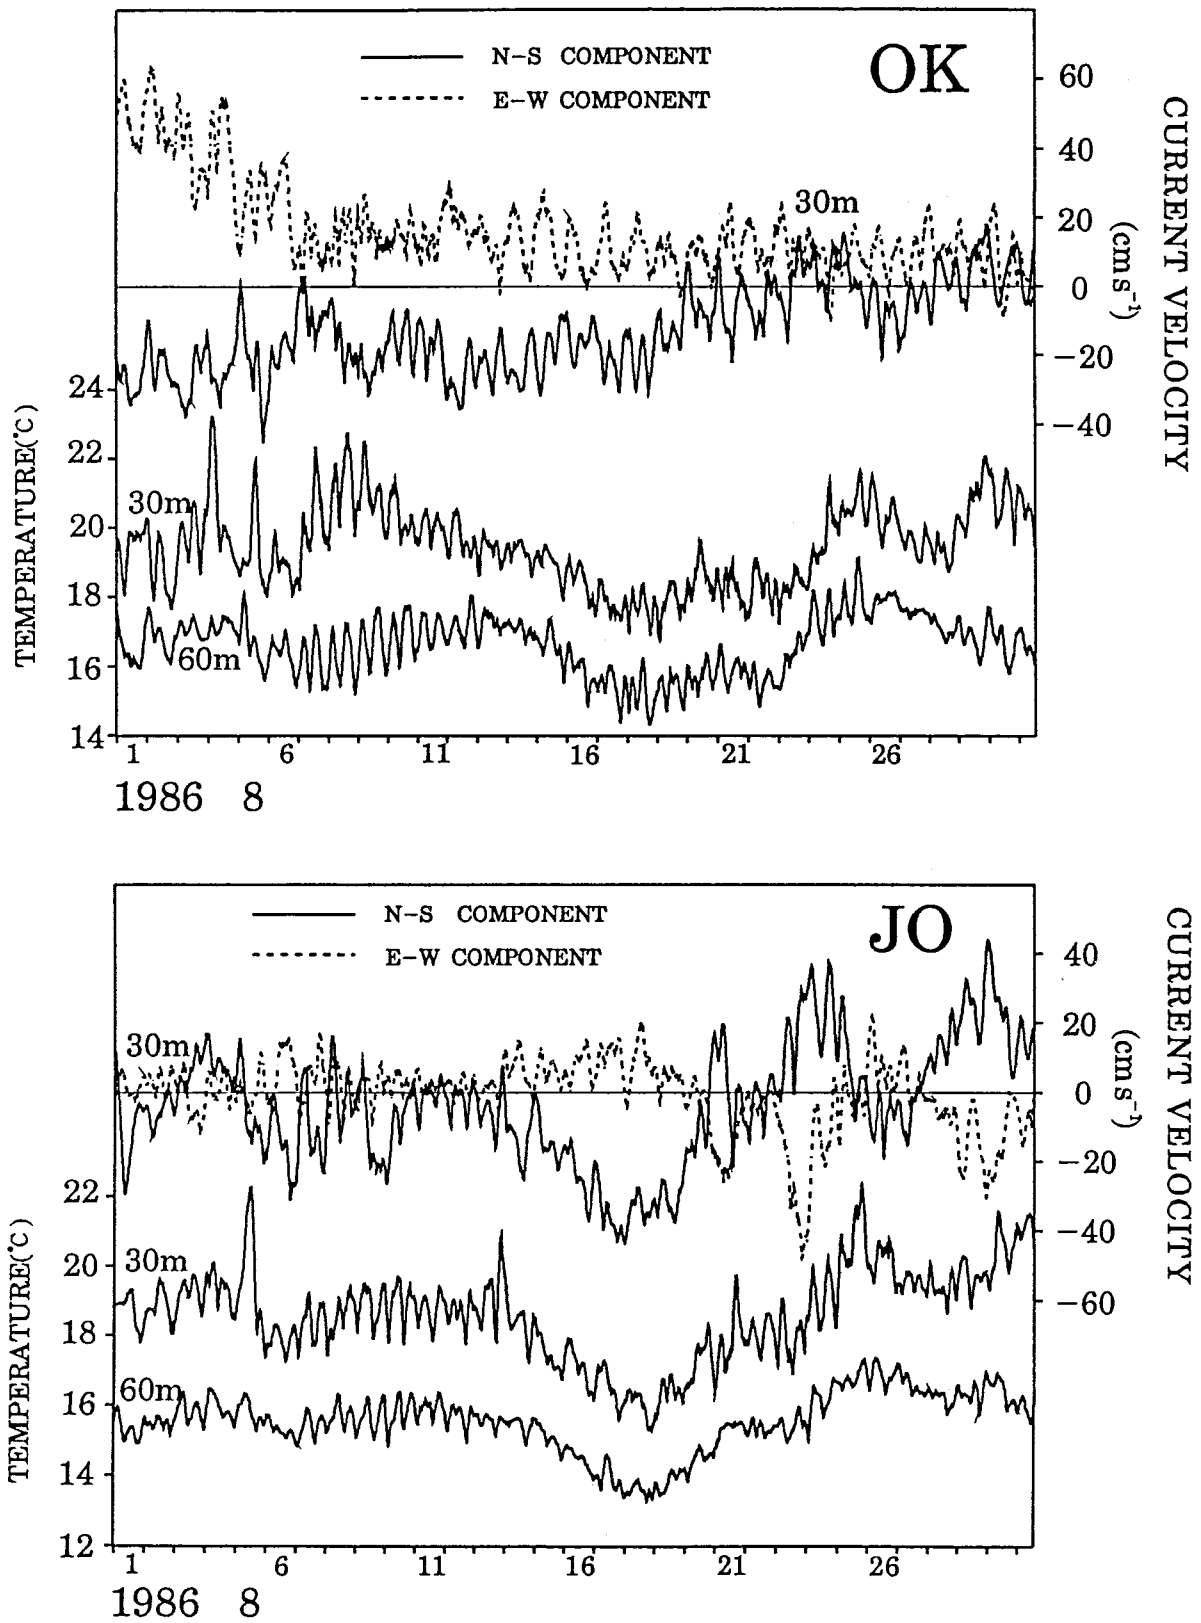 N-S COMPONENT
E-W COMPONENT
OK
30m
60
40
20
0
-20
-40
CURRENT VELOCITY
(cm s⁻¹)
24
22
20
18
16
14
TEMPERATURE(℃)
30m
60m
1 6 11 16 21 26
1986 8
N-S COMPONENT
E-W COMPONENT
JO
30m
40
20
0
-20
-40
-60
CURRENT VELOCITY
(cm s⁻¹)
22
20
18
16
14
12
TEMPERATURE(℃)
30m
60m
1 6 11 16 21 26
1986 8